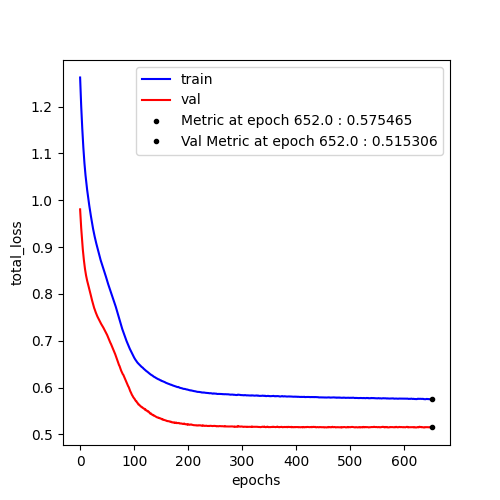 train
val
Metric at epoch 652.0 : 0.575465
Val Metric at epoch 652.0 : 0.515306
1.2
1.1
1.0
0.9
0.8
0.7
0.6
0.5
total_loss
0 100 200 300 400 500 600
epochs